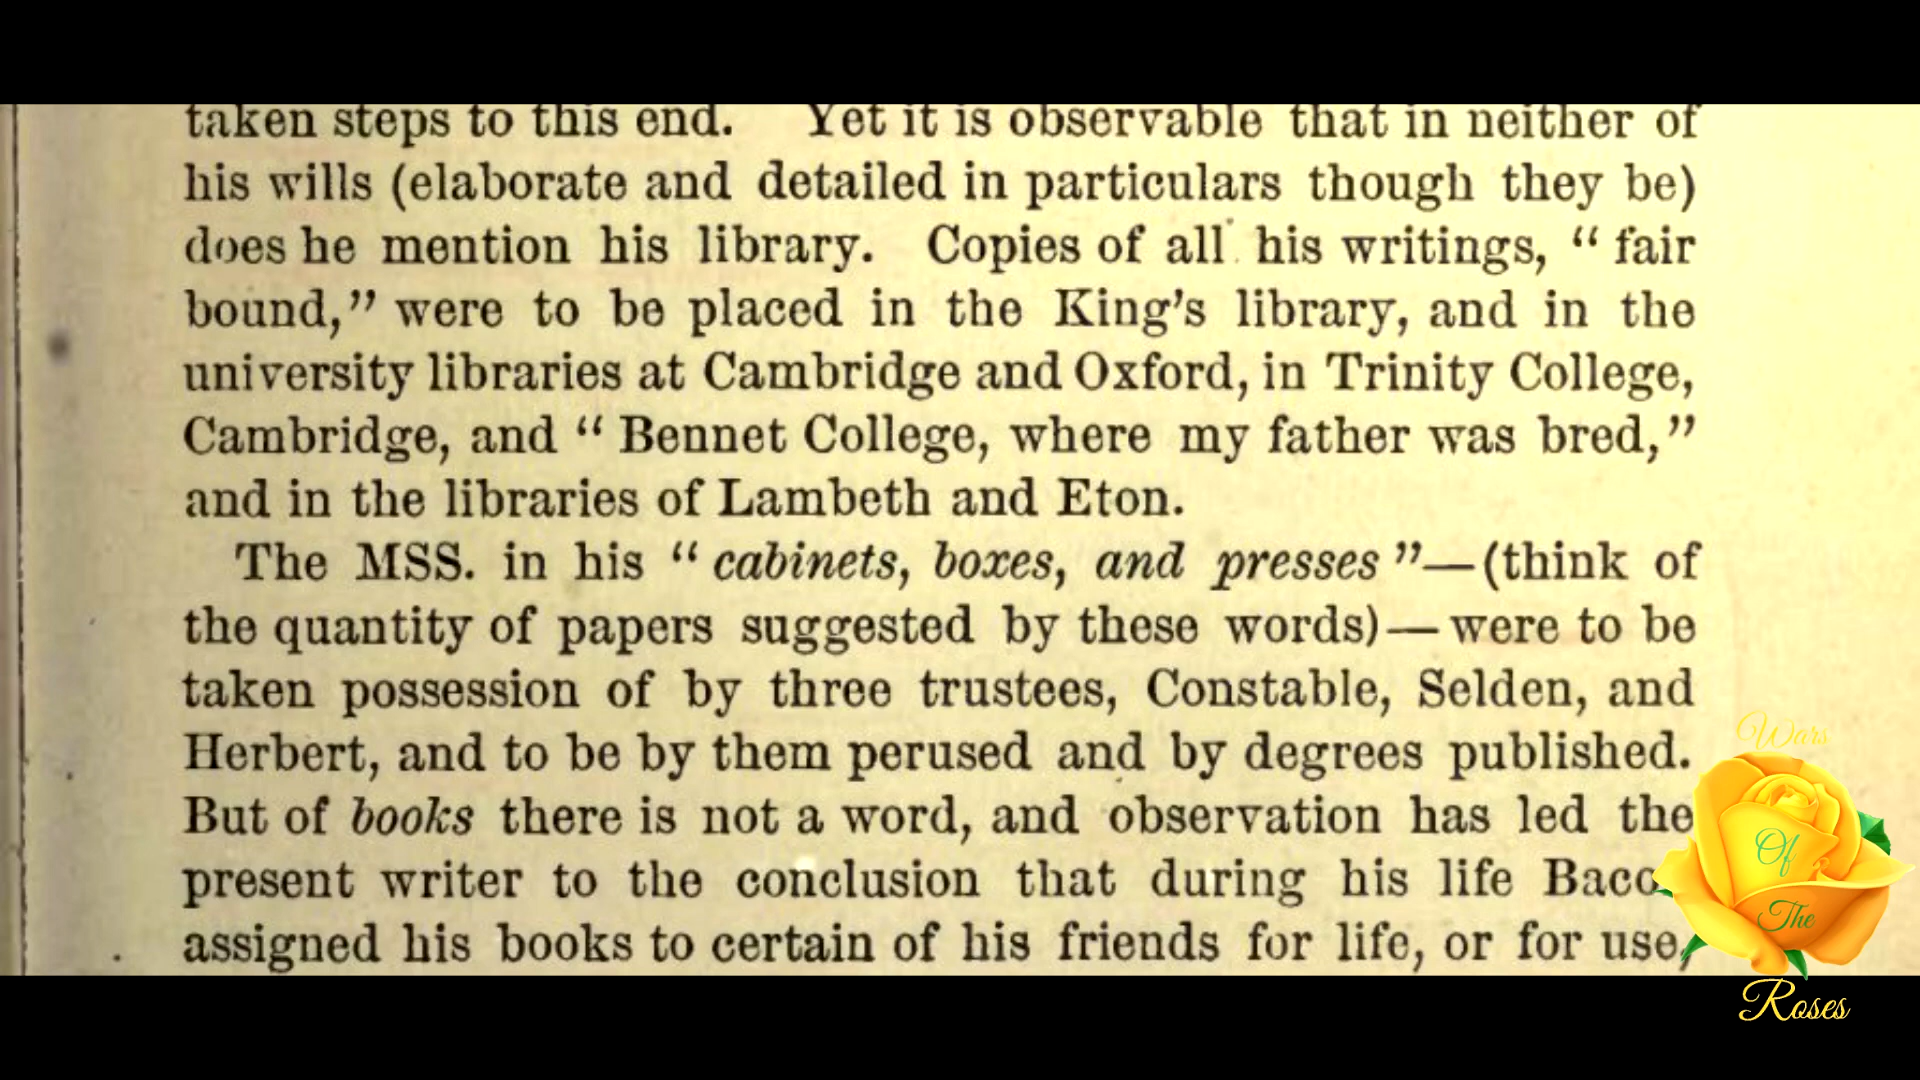 taken steps to this end. Yet it is observable that in neither of
his wills (elaborate and detailed in particulars though they be)
does he mention his library. Copies of all his writings, “ fair
bound,” were to be placed in the King’s library, and in the
university libraries at Cambridge and Oxford, in Trinity College,
Cambridge, and “ Bennet College, where my father was bred,”
and in the libraries of Lambeth and Eton.
The MSS. in his “ cabinets, boxes, and presses ”—(think of
the quantity of papers suggested by these words)—were to be
taken possession of by three trustees, Constable, Selden, and
Herbert, and to be by them perused and by degrees published.
But of books there is not a word, and observation has led the
present writer to the conclusion that during his life Baco
assigned his books to certain of his friends for life, or for use,
Wars
Of
The
Roses